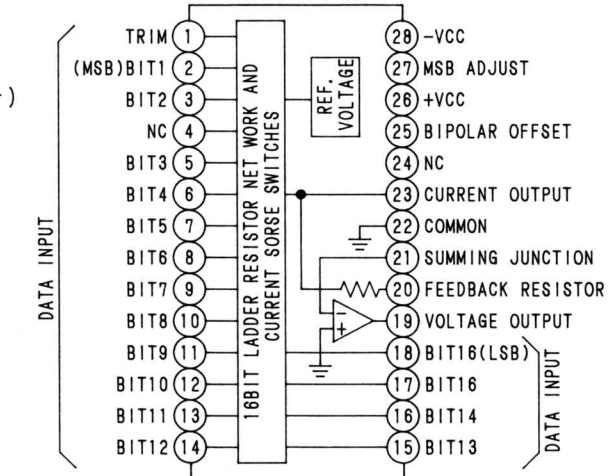 TRIM 1
(MSB)BIT1 2
BIT2 3
NC 4
BIT3 5
BIT4 6
BIT5 7
BIT6 8
BIT7 9
BIT8 10
BIT9 11
BIT10 12
BIT11 13
BIT12 14
DATA INPUT
)
16BIT LADDER RESISTOR NET WORK AND
CURRENT SORSE SWITCHES
REF.
VOLTAGE
-
+
28 -VCC
27 MSB ADJUST
26 +VCC
25 BIPOLAR OFFSET
24 NC
23 CURRENT OUTPUT
22 COMMON
21 SUMMING JUNCTION
20 FEEDBACK RESISTOR
19 VOLTAGE OUTPUT
18 BIT16(LSB)
17 BIT16
16 BIT14
15 BIT13
DATA INPUT